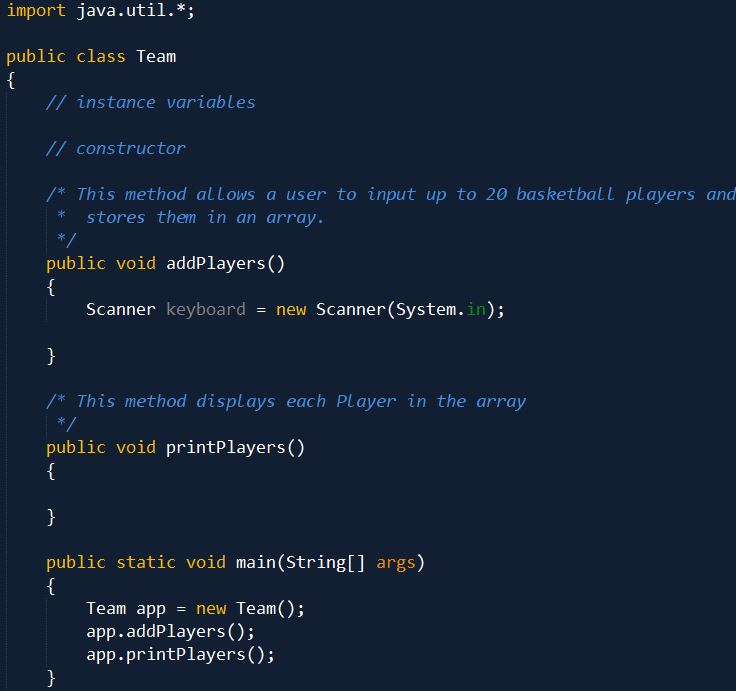 import java.util.*;
public class Team
{
// instance variables
// constructor
/* This method allows a user to input up to 20 basketball players and
* stores them in an array.
*/
public void addPlayers()
{
Scanner keyboard = new Scanner(System.in);
}
/* This method displays each Player in the array
*/
public void printPlayers()
{
}
public static void main(String[] args)
{
Team app = new Team();
app.addPlayers();
app.printPlayers();
}